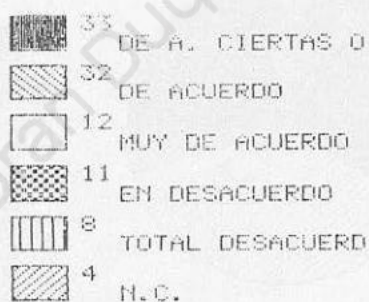 33
DE A. CIERTAS O
32
DE ACUERDO
12
MUY DE ACUERDO
11
EN DESACUERDO
8
TOTAL DESACUERD
4
N.C.